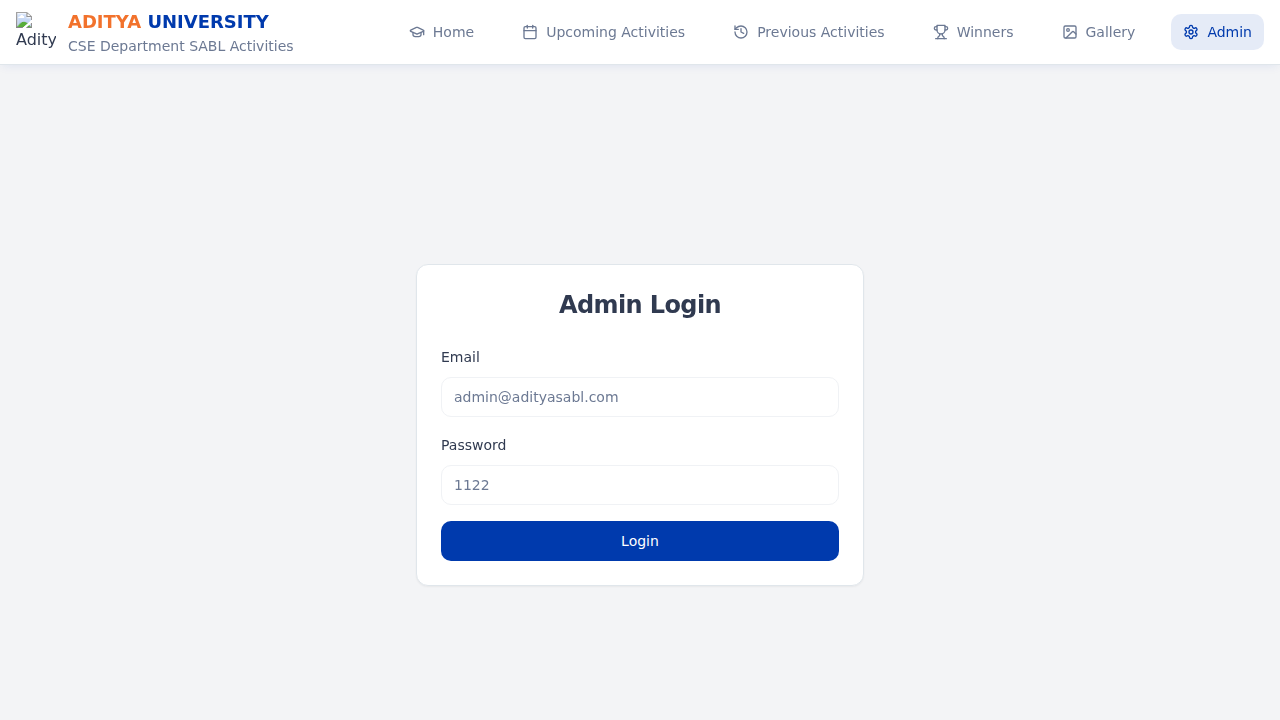 Adity
ADITYA UNIVERSITY
CSE Department SABL Activities
Home
Upcoming Activities
Previous Activities
Winners
Gallery
Admin
Admin Login
Email
admin@adityasabl.com
Password
1122
Login